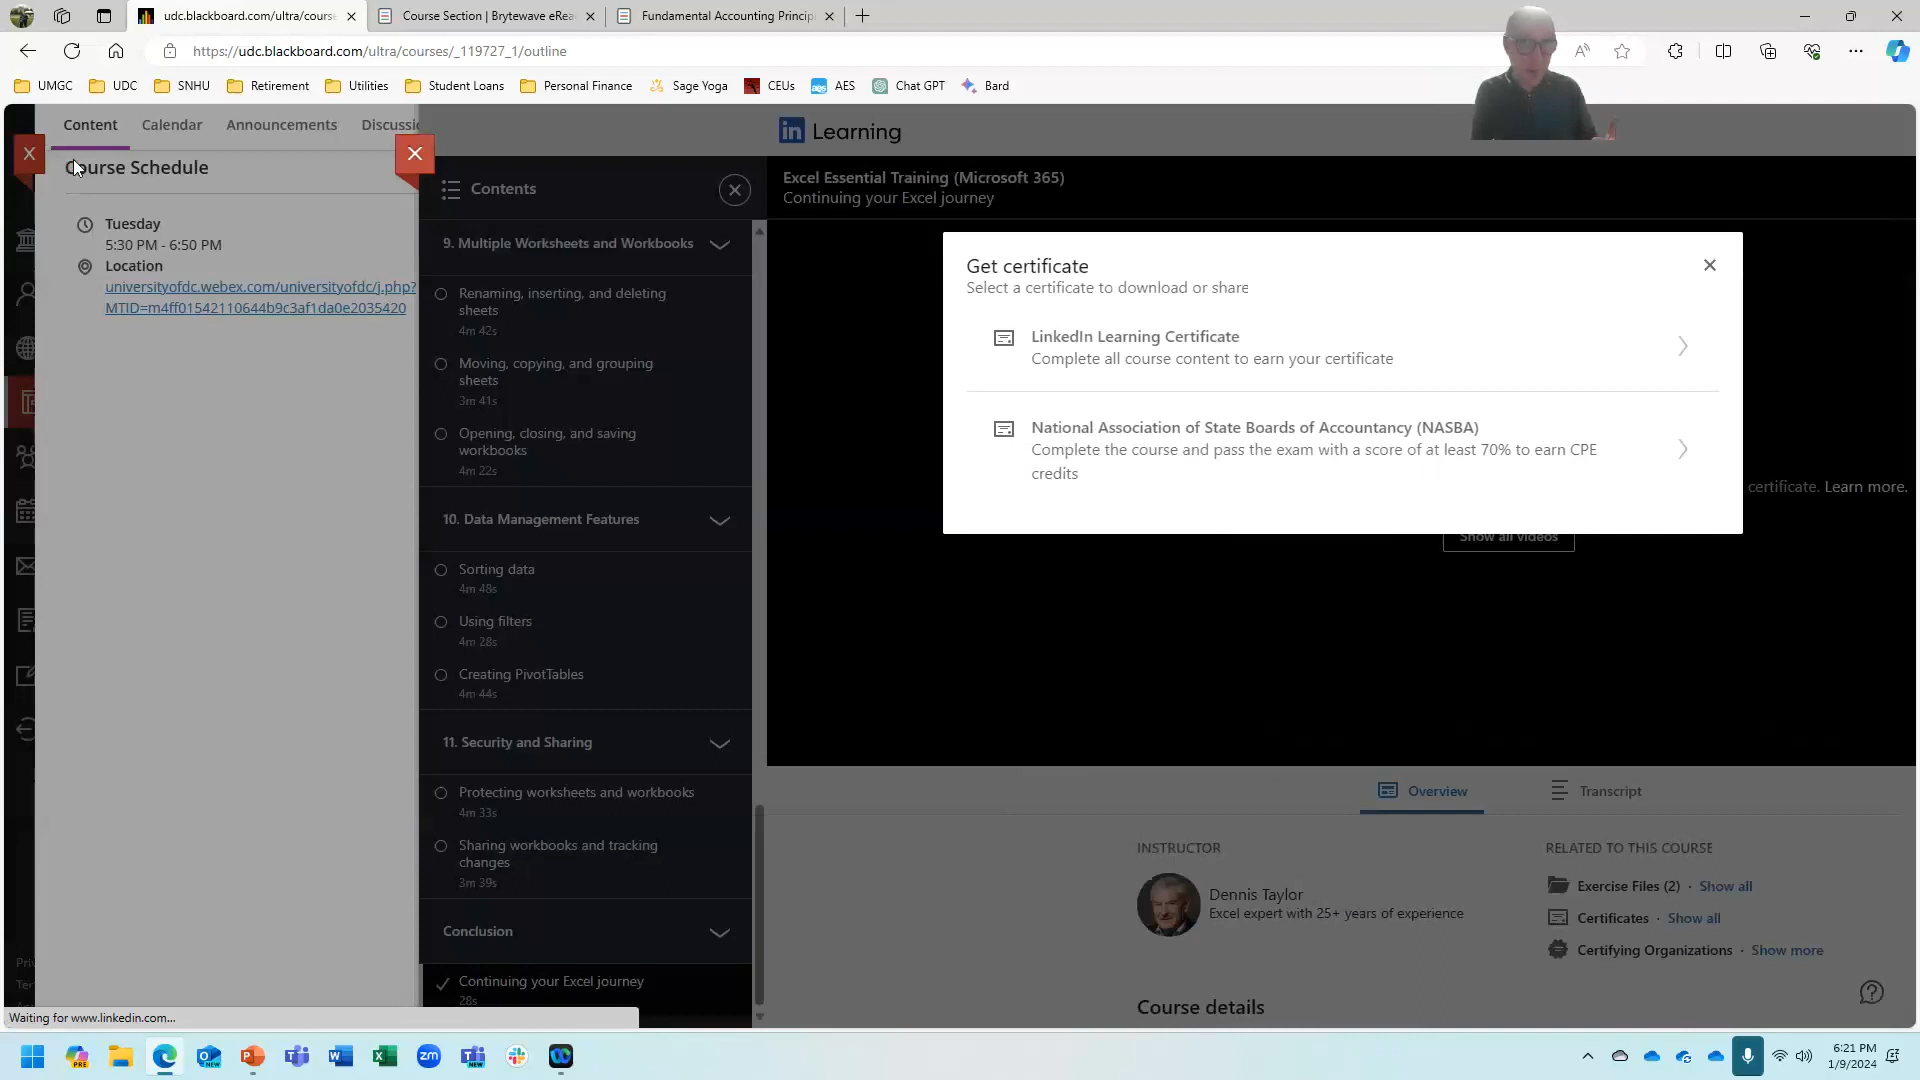 udc.blackboard.com/ultra/course
Course Section | Brytewave eRea
Fundamental Accounting Princip
https://udc.blackboard.com/ultra/courses/_119727_1/outline
UMGC
UDC
SNHU
Retirement
Utilities
Student Loans
Personal Finance
Sage Yoga
CEUs
AES
Chat GPT
Bard
Content
Calendar
Announcements
Discussi
Course Schedule
Tuesday
5:30 PM - 6:50 PM
Location
universityofdc.webex.com/universityofdc/j.php?
MTID=m4ff01542110644b9c3af1da0e2035420
in Learning
Contents
Excel Essential Training (Microsoft 365)
Continuing your Excel journey
9. Multiple Worksheets and Workbooks
Renaming, inserting, and deleting
sheets
4m 42s
Moving, copying, and grouping
sheets
3m 41s
Opening, closing, and saving
workbooks
4m 22s
10. Data Management Features
Sorting data
4m 48s
Using filters
4m 28s
Creating PivotTables
4m 44s
11. Security and Sharing
Protecting worksheets and workbooks
4m 33s
Sharing workbooks and tracking
changes
3m 39s
Conclusion
Continuing your Excel journey
28s
Get certificate
Select a certificate to download or share
LinkedIn Learning Certificate
Complete all course content to earn your certificate
National Association of State Boards of Accountancy (NASBA)
Complete the course and pass the exam with a score of at least 70% to earn CPE
credits
certificate. Learn more.
Show all videos
Overview
Transcript
INSTRUCTOR
Dennis Taylor
Excel expert with 25+ years of experience
RELATED TO THIS COURSE
Exercise Files (2) · Show all
Certificates · Show all
Certifying Organizations · Show more
Course details
Pri
Ter
Waiting for www.linkedin.com...
6:21 PM
1/9/2024